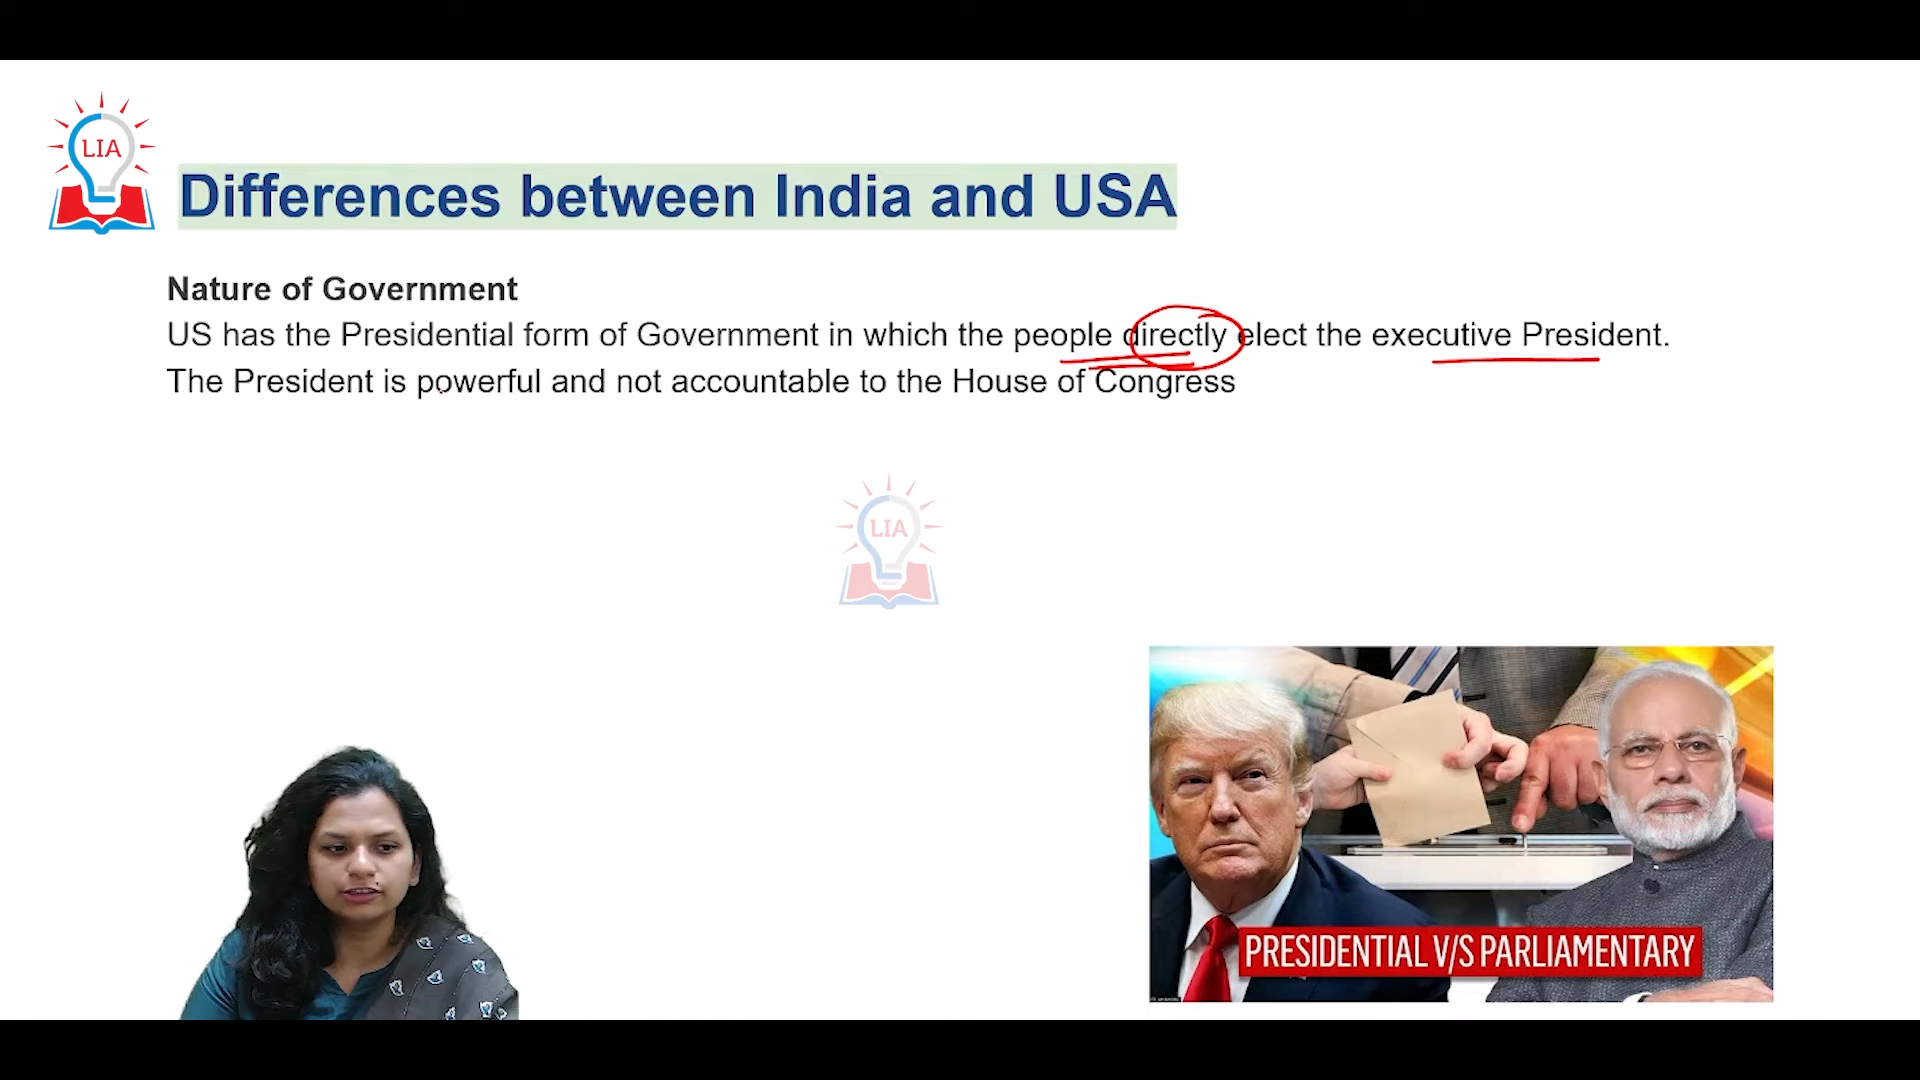 LIA
Differences between India and USA
Nature of Government
US has the Presidential form of Government in which the people directly elect the executive President.
The President is powerful and not accountable to the House of Congress
LIA
PRESIDENTIAL V/S PARLIAMENTARY